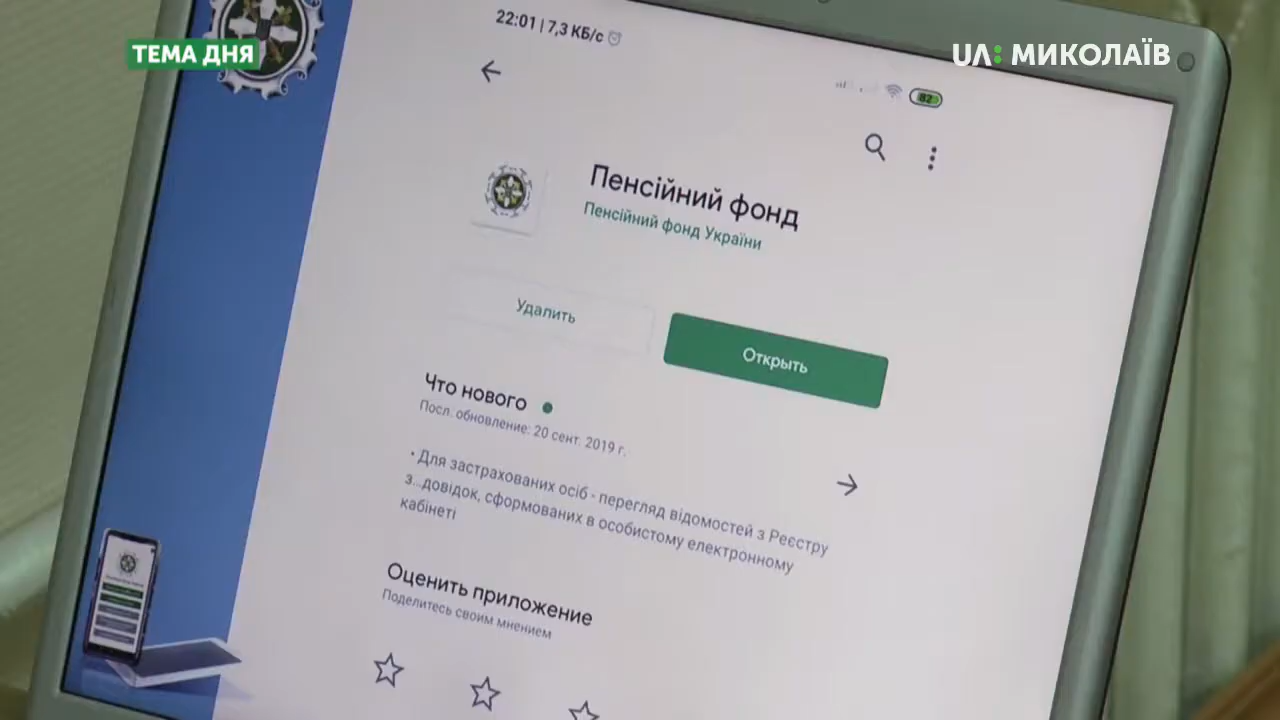 ТЕМА ДНЯ
UA: МИКОЛАЇВ
22:01 | 7,3 КБ/с
82
Пенсійний фонд
Пенсійний фонд України
Удалить
Открыть
Что нового
Посл. обновление: 20 сент. 2019 г.
• Для застрахованих осіб - перегляд відомостей з Реєстру
з...довідок, сформованих в особистому електронному
кабінеті
Оценить приложение
Поделитесь своим мнением